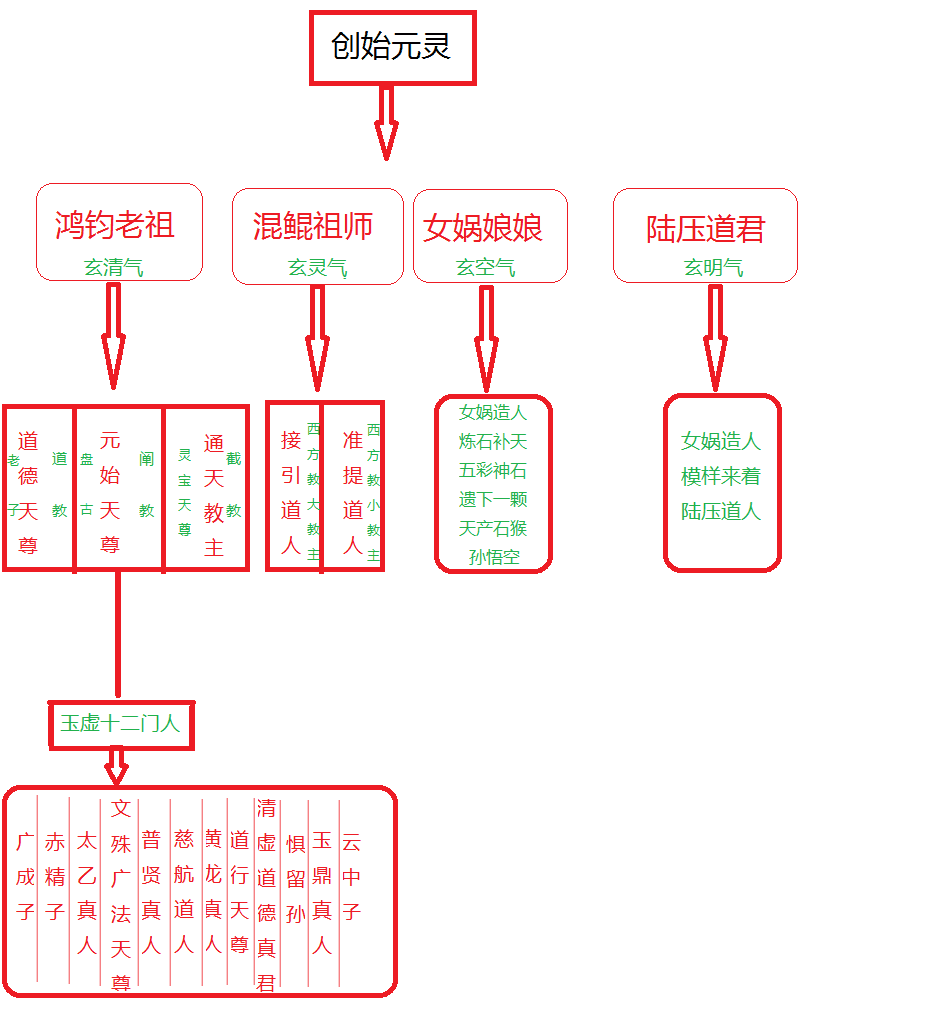 创始元灵
鸿钧老祖
玄清气
混鲲祖师
玄灵气
女娲娘娘
玄空气
陆压道君
玄明气
老子
道德天尊
道教
盘古
元始天尊
阐教
灵宝天尊
通天教主
截教
接引道人
西方教大教主
准提道人
西方教小教主
女娲造人
炼石补天
五彩神石
遗下一颗
天产石猴
孙悟空
女娲造人
模样来着
陆压道人
玉虚十二门人
广成子
赤精子
太乙真人
文殊广法天尊
普贤真人
慈航道人
黄龙真人
道行天尊
清虚道德真君
惧留孙
玉鼎真人
云中子